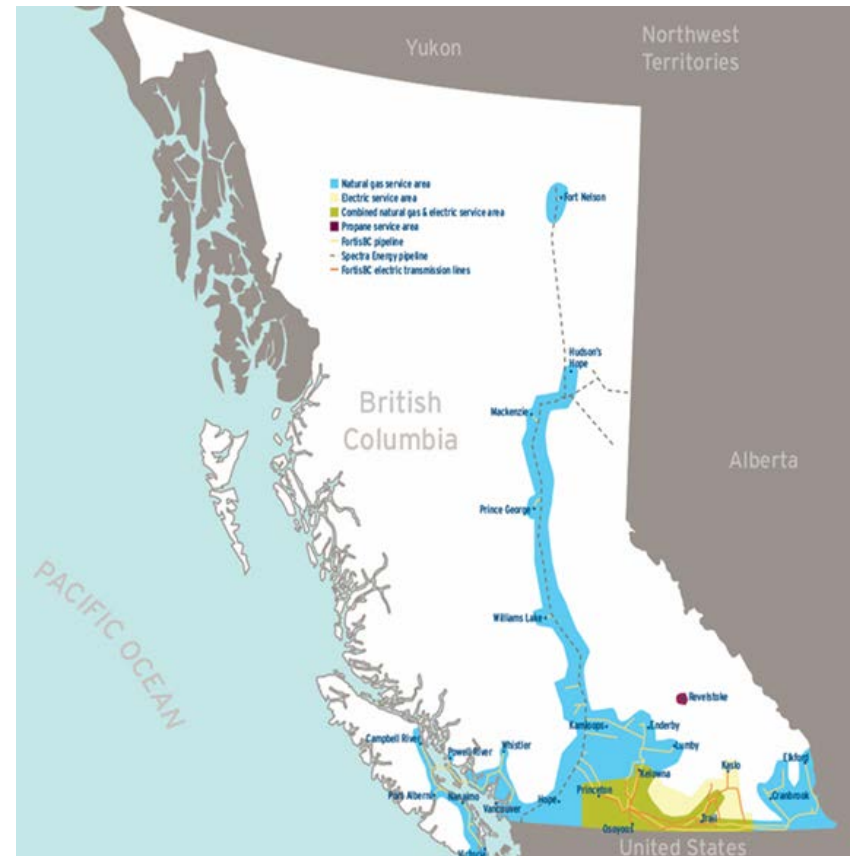 Yukon
Northwest
Territories
Natural gas service area
Electric service area
Combined natural gas & electric service area
Propane service area
FortisBC pipeline
Spectra Energy pipeline
FortisBC electric transmission lines
Fort Nelson
Hudson's
Hope
Mackenzie
British
Columbia
Alberta
Prince George
PACIFIC OCEAN
Williams Lake
Revelstoke
Kamloops
Enderby
Campbell River
Powell River
Whistler
Lumby
Elkford
Kelowna
Kaslo
Port Alberni
Nanaimo
Vancouver
Hope
Princeton
Cranbrook
Trail
Osoyoos
United States
Victoria